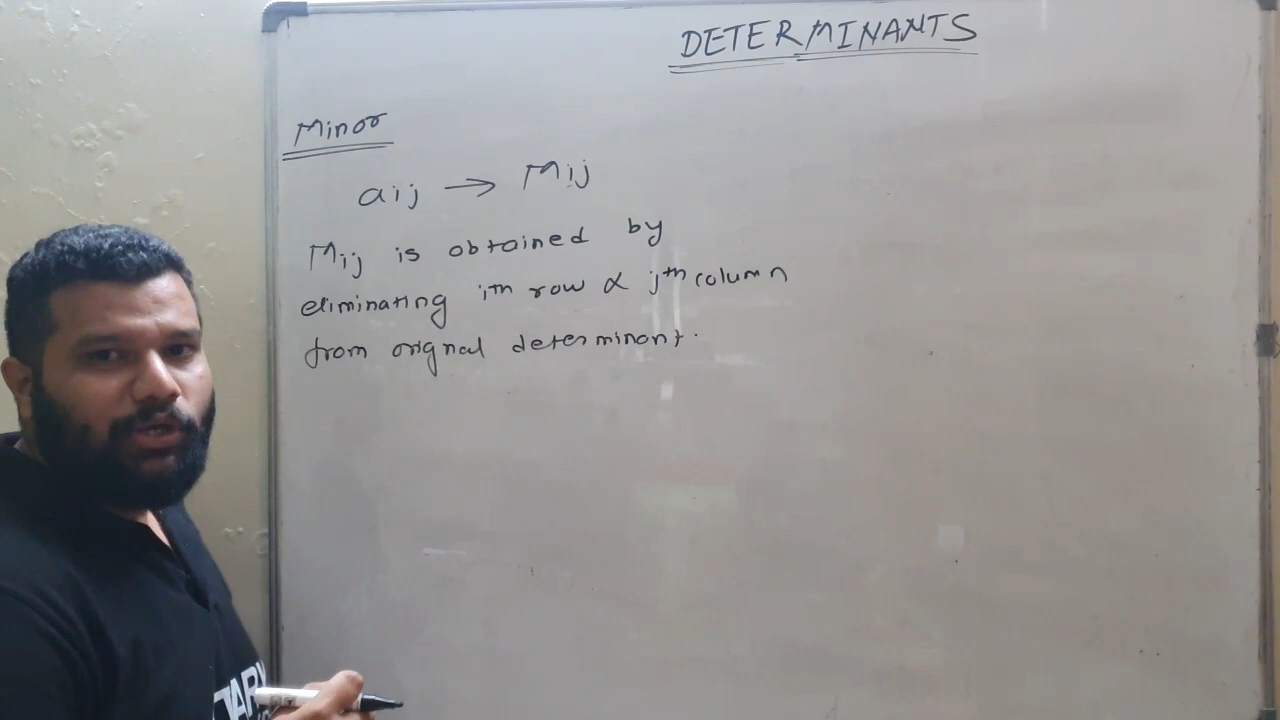 DETERMINANTS
Minor
aij → Mij
Mij is obtained by
eliminating ith row & jth column
from orignal determinant.